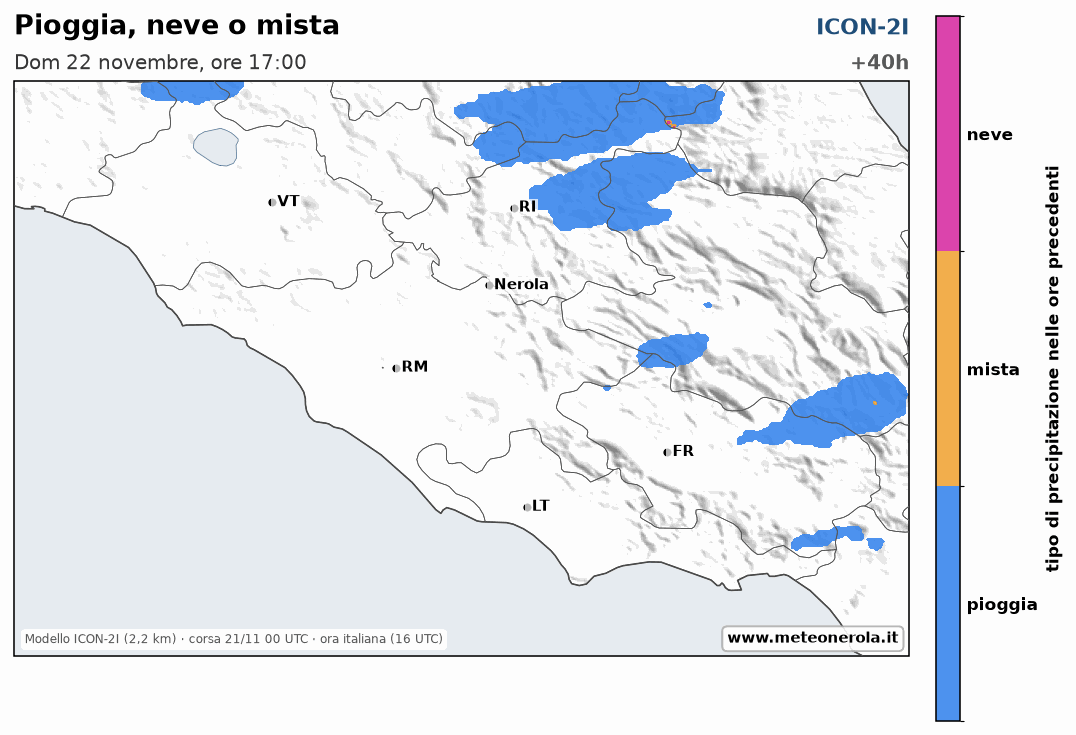 Pioggia, neve o mista
ICON-2I
Dom 22 novembre, ore 17:00
+40h
neve
VT
RI
Nerola
RM
mista
FR
LT
pioggia
tipo di precipitazione nelle ore precedenti
Modello ICON-2I (2,2 km) · corsa 21/11 00 UTC · ora italiana (16 UTC)
www.meteonerola.it